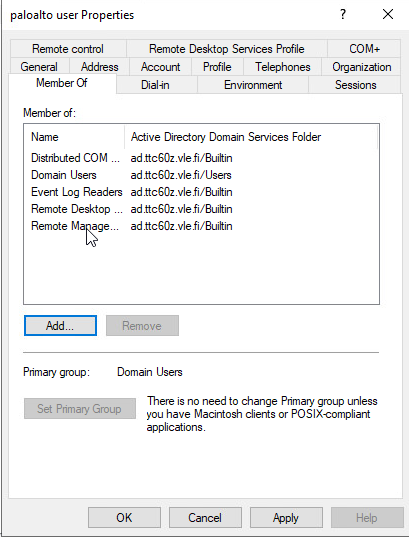 paloalto user Properties ? ×
Remote control Remote Desktop Services Profile COM+
General Address Account Profile Telephones Organization
Member Of Dial-in Environment Sessions
Member of:
Name Active Directory Domain Services Folder
Distributed COM ... ad.ttc60z.vle.fi/Builtin
Domain Users ad.ttc60z.vle.fi/Users
Event Log Readers ad.ttc60z.vle.fi/Builtin
Remote Desktop ... ad.ttc60z.vle.fi/Builtin
Remote Manage... ad.ttc60z.vle.fi/Builtin
Add... Remove
Primary group: Domain Users
Set Primary Group
There is no need to change Primary group unless
you have Macintosh clients or POSIX-compliant
applications.
OK Cancel Apply Help